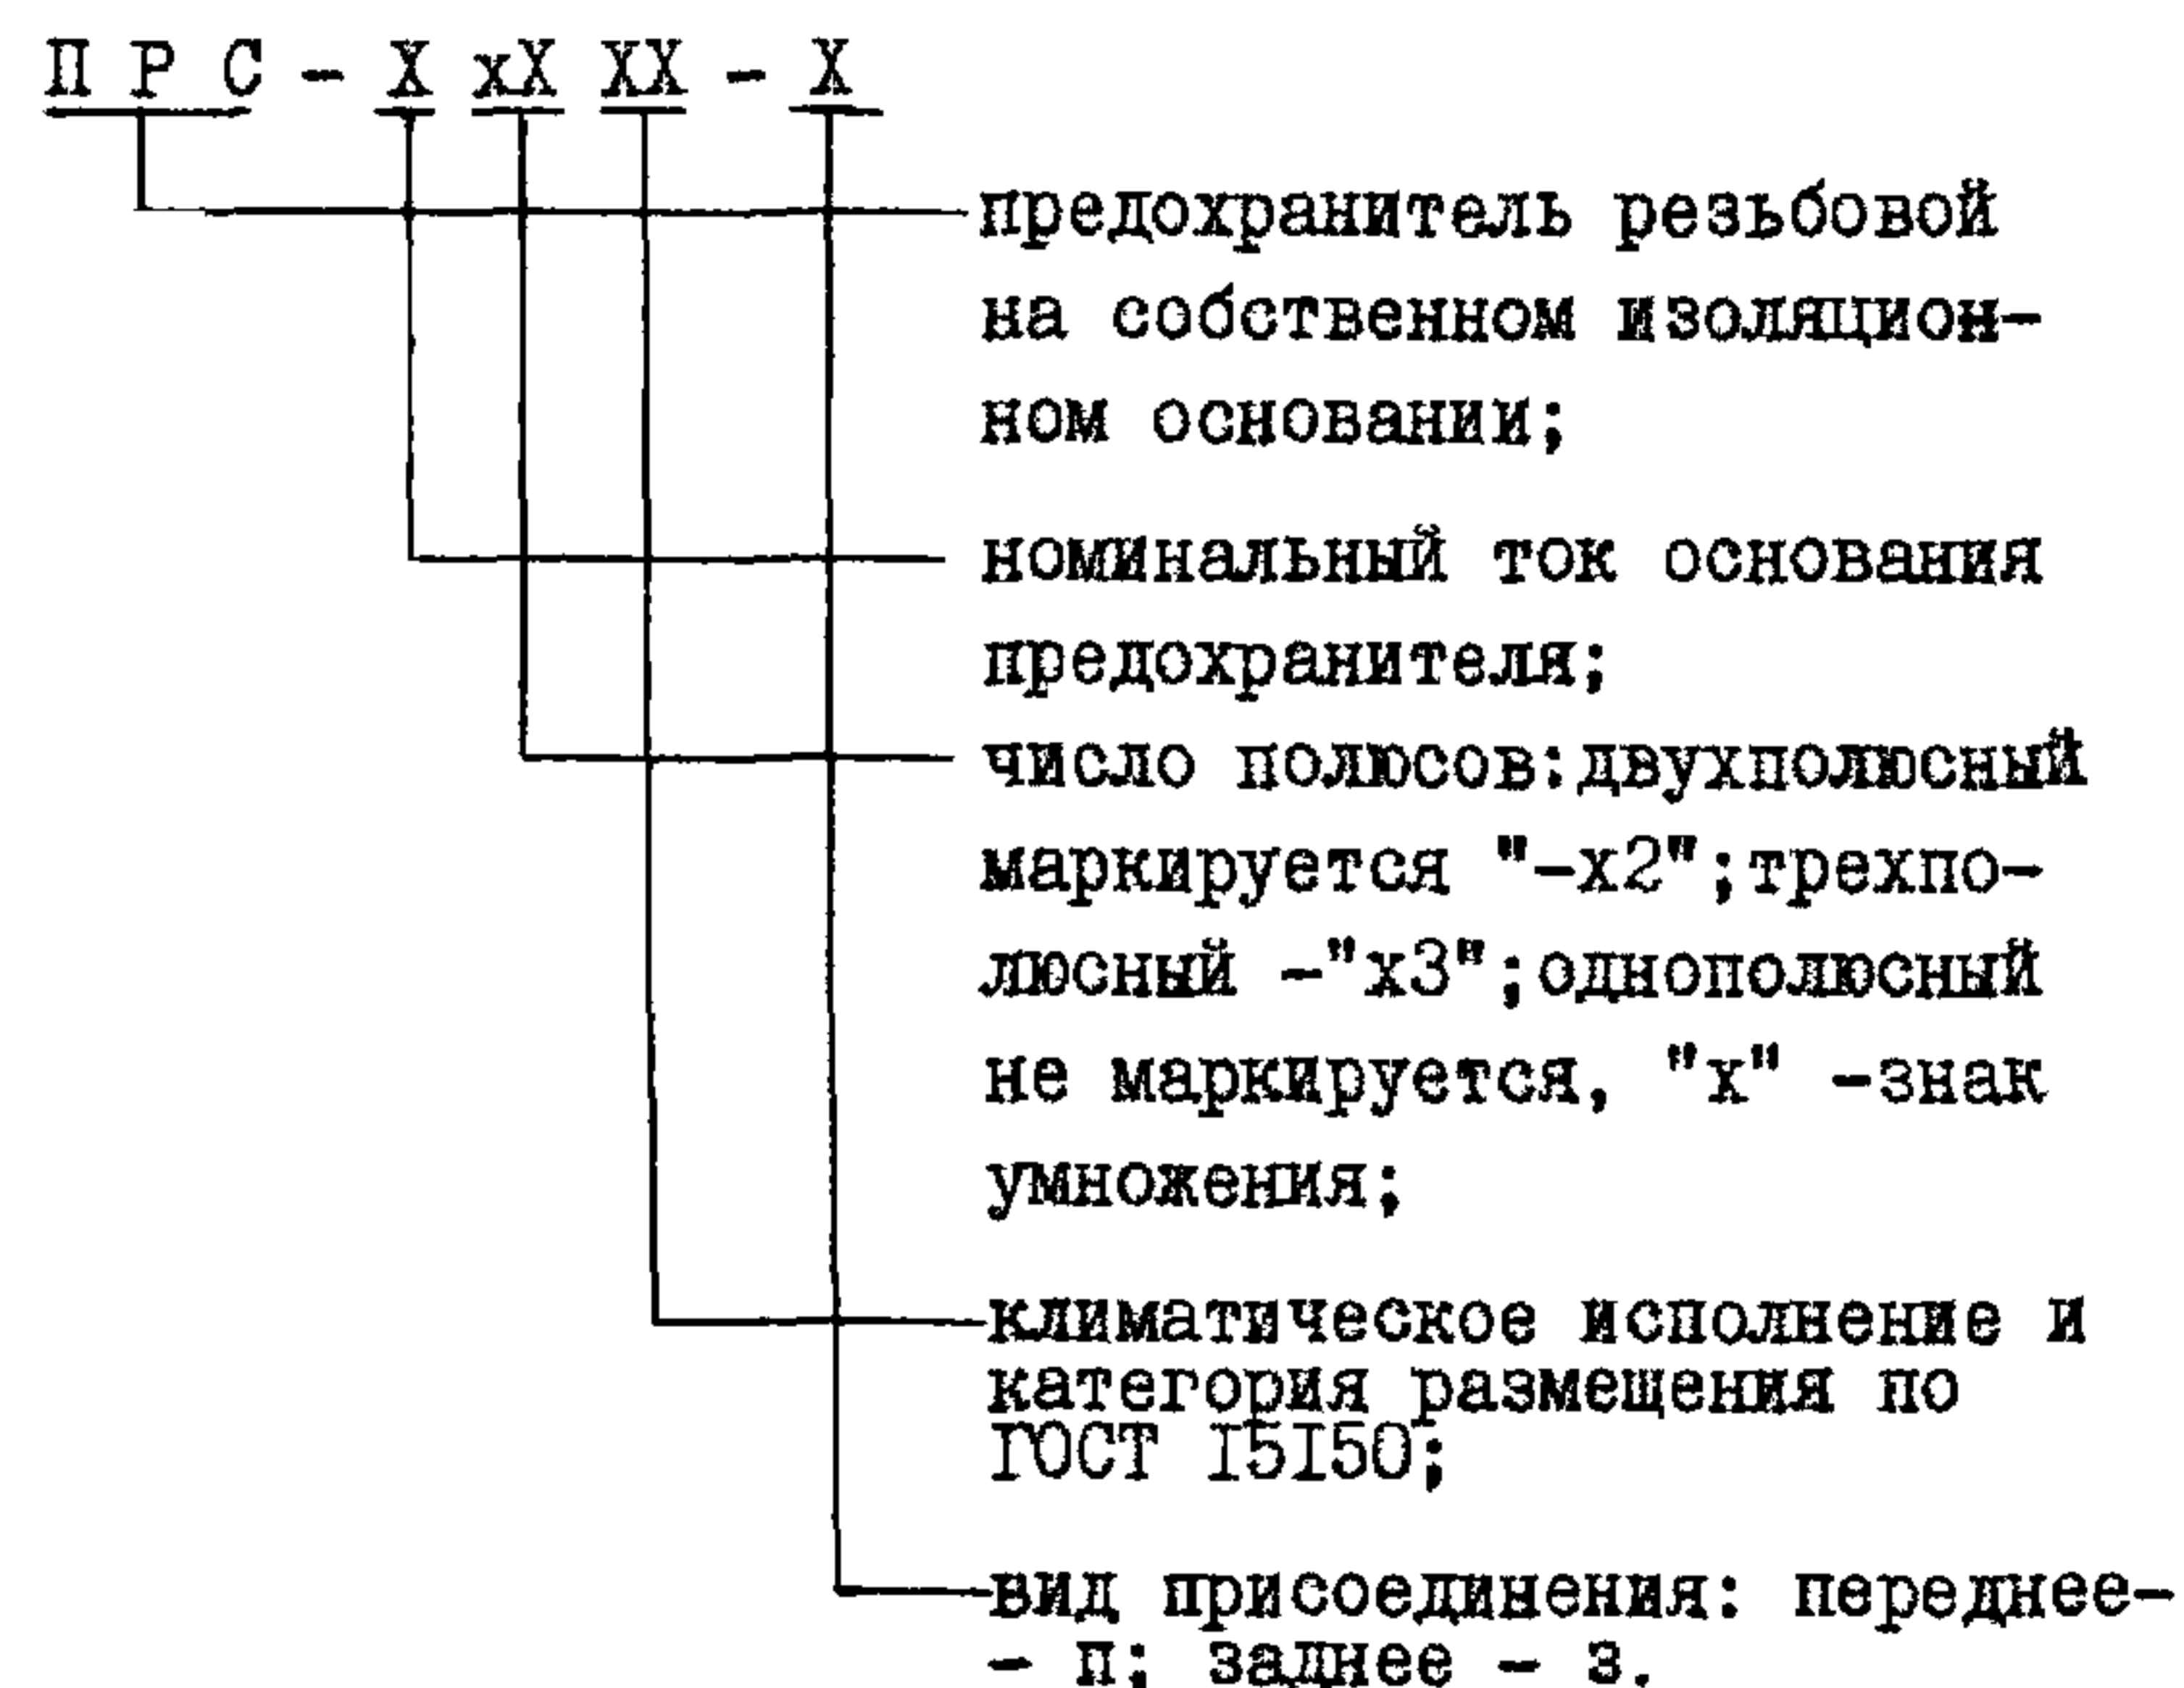 П Р С - Х хХ ХХ - Х
предохранитель резьбовой
на собственном изоляцион-
ном основании;
номинальный ток основания
предохранителя;
число полюсов:двухполюсный
маркируется "-х2";трехпо-
люсный -"х3";однополюсный
не маркируется, "х" -знак
умножения;
климатическое исполнение и
категория размещения по
ГОСТ I5I50;
вид присоединения: переднее-
- п; заднее - з.